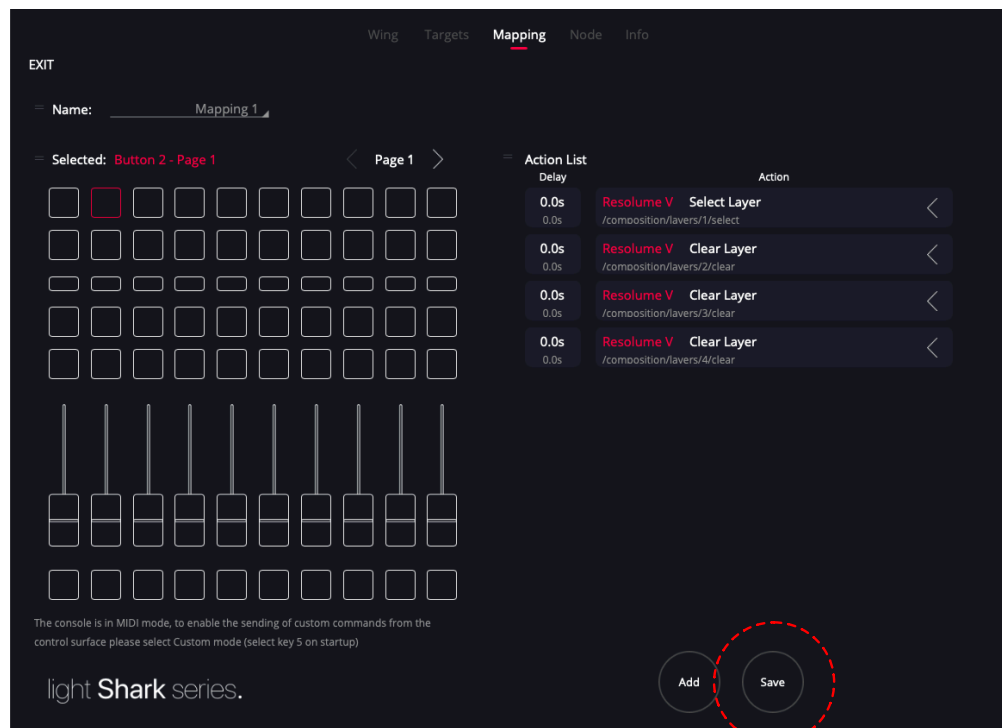 Wing Targets Mapping Node Info
EXIT
Name: Mapping 1
Selected: Button 2 - Page 1
Page 1
Action List
Delay Action
0.0s Resolume V Select Layer
0.0s /composition/layers/1/select
0.0s Resolume V Clear Layer
0.0s /composition/layers/2/clear
0.0s Resolume V Clear Layer
0.0s /composition/layers/3/clear
0.0s Resolume V Clear Layer
0.0s /composition/layers/4/clear
The console is in MIDI mode, to enable the sending of custom commands from the
control surface please select Custom mode (select key 5 on startup)
light Shark series.
Add
Save